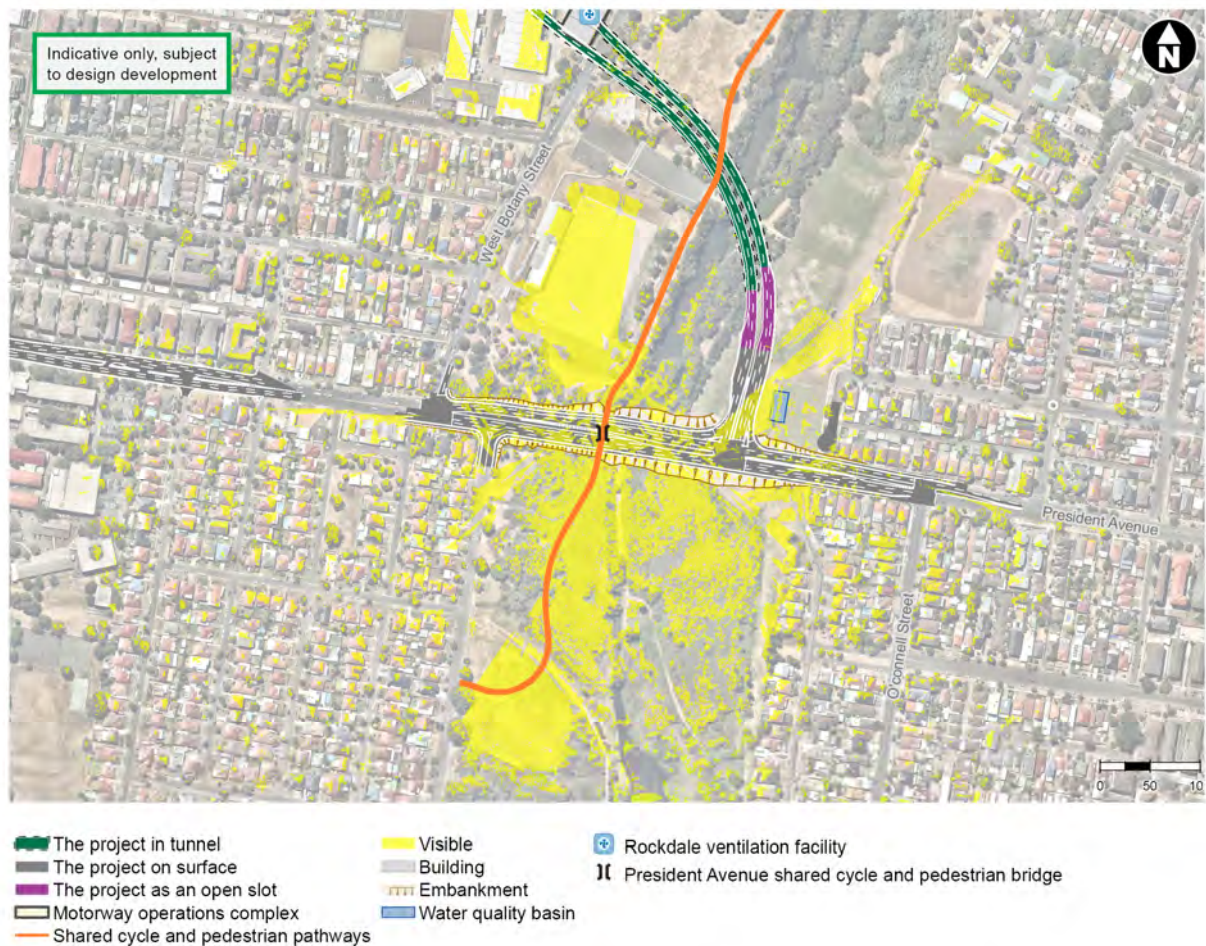 Indicative only, subject
to design development
N
West Botany Street
President Avenue
O'connell Street
0 50 10
The project in tunnel
The project on surface
The project as an open slot
Motorway operations complex
Shared cycle and pedestrian pathways
Visible
Building
Embankment
Water quality basin
Rockdale ventilation facility
President Avenue shared cycle and pedestrian bridge